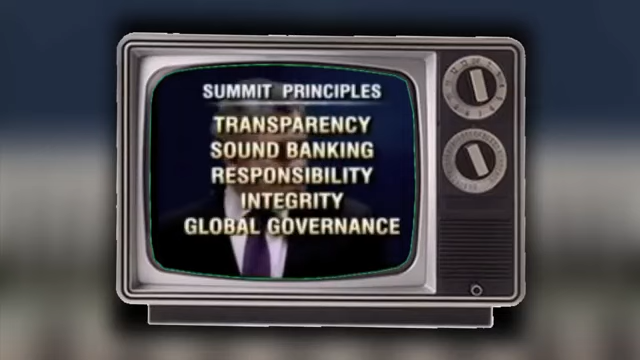 SUMMIT PRINCIPLES
TRANSPARENCY
SOUND BANKING
RESPONSIBILITY
INTEGRITY
GLOBAL GOVERNANCE